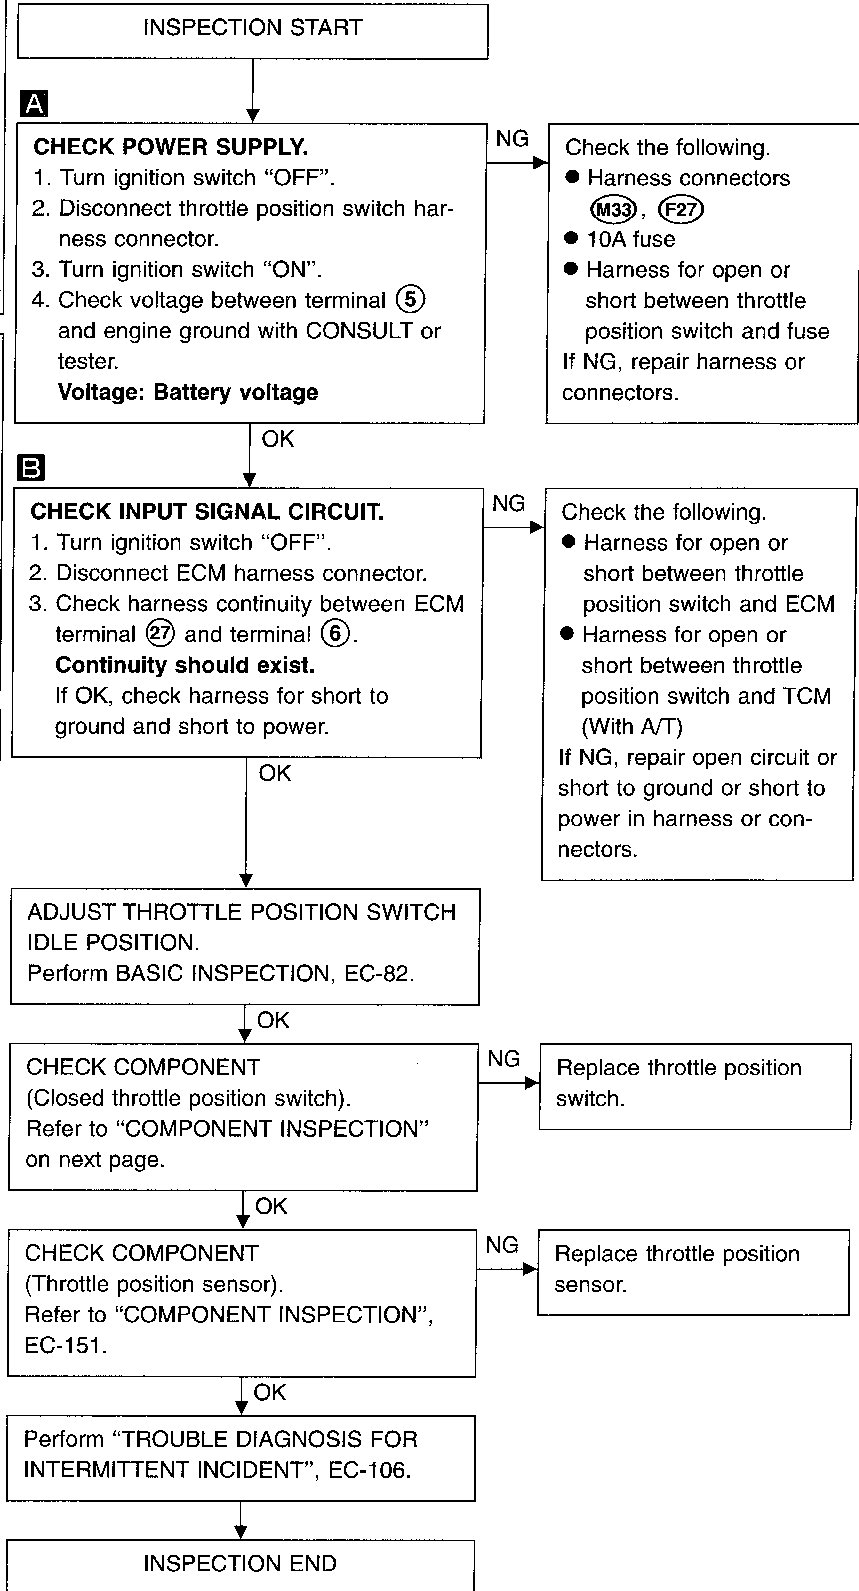 INSPECTION START
A
CHECK POWER SUPPLY.
1. Turn ignition switch “OFF”.
2. Disconnect throttle position switch har-
ness connector.
3. Turn ignition switch “ON”.
4. Check voltage between terminal 5
and engine ground with CONSULT or
tester.
Voltage: Battery voltage
NG
Check the following.
● Harness connectors
M33, F27
● 10A fuse
● Harness for open or
short between throttle
position switch and fuse
If NG, repair harness or
connectors.
OK
B
CHECK INPUT SIGNAL CIRCUIT.
1. Turn ignition switch “OFF”.
2. Disconnect ECM harness connector.
3. Check harness continuity between ECM
terminal 27 and terminal 6.
Continuity should exist.
If OK, check harness for short to
ground and short to power.
NG
Check the following.
● Harness for open or
short between throttle
position switch and ECM
● Harness for open or
short between throttle
position switch and TCM
(With A/T)
If NG, repair open circuit or
short to ground or short to
power in harness or con-
nectors.
OK
ADJUST THROTTLE POSITION SWITCH
IDLE POSITION.
Perform BASIC INSPECTION, EC-82.
OK
CHECK COMPONENT
(Closed throttle position switch).
Refer to “COMPONENT INSPECTION”
on next page.
NG
Replace throttle position
switch.
OK
CHECK COMPONENT
(Throttle position sensor).
Refer to “COMPONENT INSPECTION”,
EC-151.
NG
Replace throttle position
sensor.
OK
Perform “TROUBLE DIAGNOSIS FOR
INTERMITTENT INCIDENT”, EC-106.
INSPECTION END